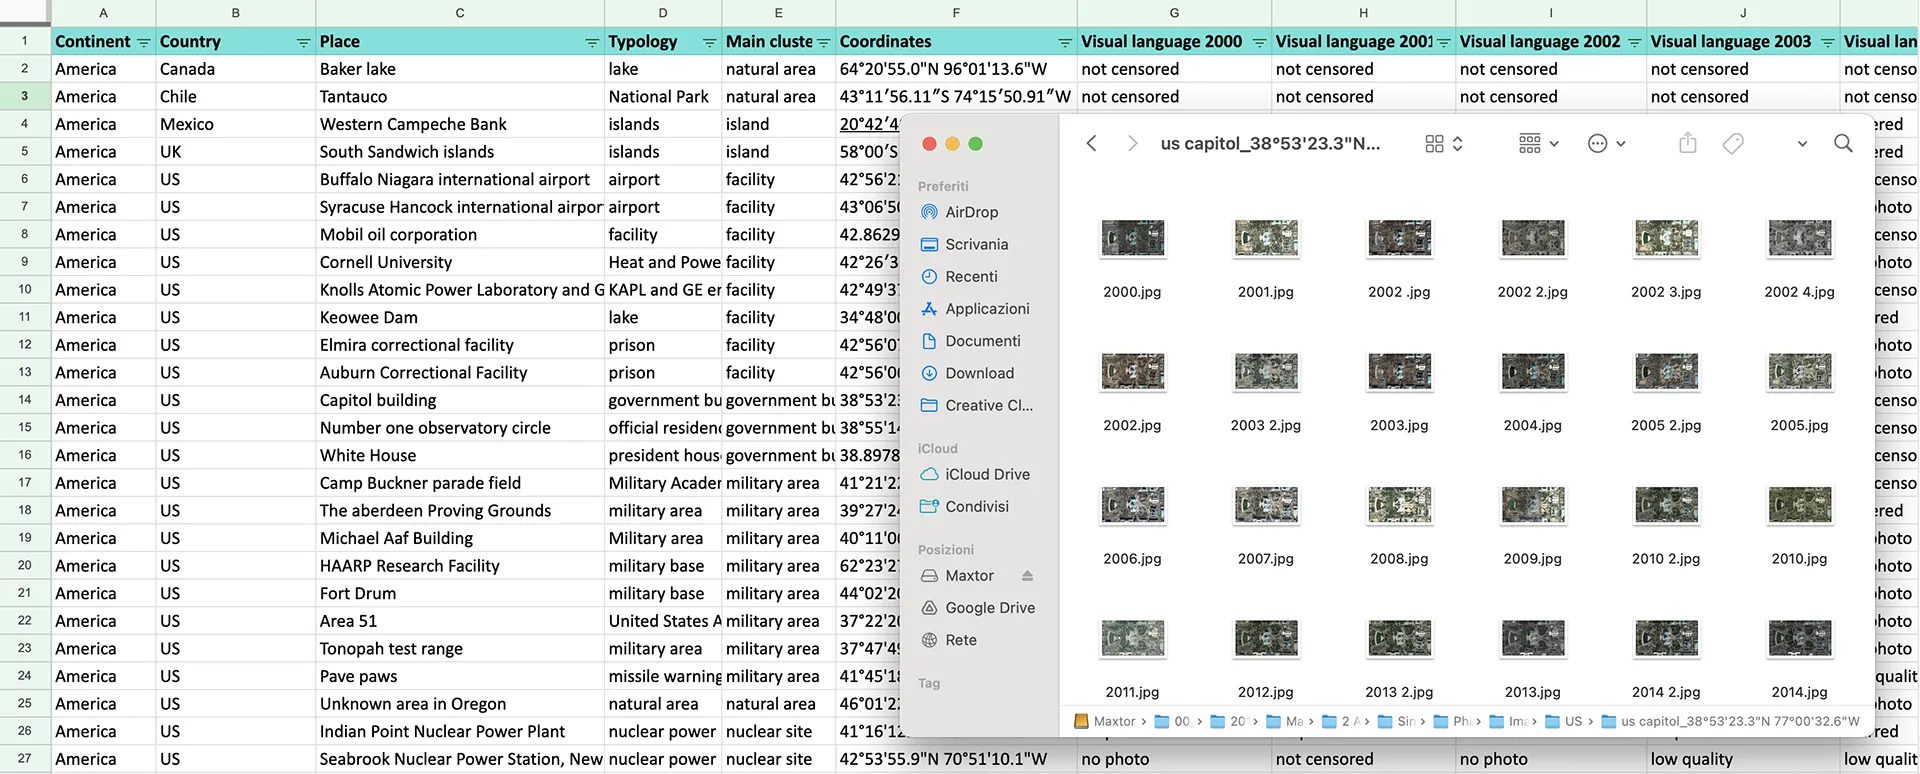 A B C D E F G H I J
1 Continent Country Place Typology Main cluste Coordinates Visual language 2000 Visual language 2001 Visual language 2002 Visual language 2003 Visual lan
2 America Canada Baker lake lake natural area 64°20'55.0"N 96°01'13.6"W not censored not censored not censored not censored not censo
3 America Chile Tantauco National Park natural area 43°11′56.11″S 74°15′50.91″W not censored not censored not censored not censored not censo
4 America Mexico Western Campeche Bank islands island 20°42′4 ered
5 America UK South Sandwich islands islands island 58°00′S ered
6 America US Buffalo Niagara international airport airport facility 42°56'2 censo
7 America US Syracuse Hancock international airpor airport facility 43°06'5 photo
8 America US Mobil oil corporation facility facility 42.8629 censo
9 America US Cornell University Heat and Powe facility 42°26′3 photo
10 America US Knolls Atomic Power Laboratory and G KAPL and GE er facility 42°49'3 censo
11 America US Keowee Dam lake facility 34°48'0 red
12 America US Elmira correctional facility prison facility 42°56'0 photo
13 America US Auburn Correctional Facility prison facility 42°56'0 photo
14 America US Capitol building government bu government bu 38°53'2 censo
15 America US Number one observatory circle official residenc government bu 38°55'1 censo
16 America US White House president hous government bu 38.8978 censo
17 America US Camp Buckner parade field Military Acader military area 41°21'2 censo
18 America US The aberdeen Proving Grounds military area military area 39°27'2 ered
19 America US Michael Aaf Building Military area military area 40°11'0 photo
20 America US HAARP Research Facility military base military area 62°23'2 photo
21 America US Fort Drum military base military area 44°02'2 photo
22 America US Area 51 United States A military area 37°22'2 photo
23 America US Tonopah test range military area military area 37°47'4 photo
24 America US Pave paws missile warning military area 41°45'1 qualit
25 America US Unknown area in Oregon natural area natural area 46°01'2 photo
26 America US Indian Point Nuclear Power Plant nuclear power nuclear site 41°16'1 red
27 America US Seabrook Nuclear Power Station, New nuclear power nuclear site 42°53'55.9"N 70°51'10.1"W no photo not censored no photo low quality low qualit
us capitol_38°53'23.3"N...
Preferiti
AirDrop
Scrivania
Recenti
Applicazioni
Documenti
Download
Creative Cl...
iCloud
iCloud Drive
Condivisi
Posizioni
Maxtor
Google Drive
Rete
Tag
2000.jpg 2001.jpg 2002 .jpg 2002 2.jpg 2002 3.jpg 2002 4.jpg
2002.jpg 2003 2.jpg 2003.jpg 2004.jpg 2005 2.jpg 2005.jpg
2006.jpg 2007.jpg 2008.jpg 2009.jpg 2010 2.jpg 2010.jpg
2011.jpg 2012.jpg 2013 2.jpg 2013.jpg 2014 2.jpg 2014.jpg
Maxtor › 00_ › 201 › Ma › 2 A › Sin › Pha › Ima › US › us capitol_38°53'23.3"N 77°00'32.6"W